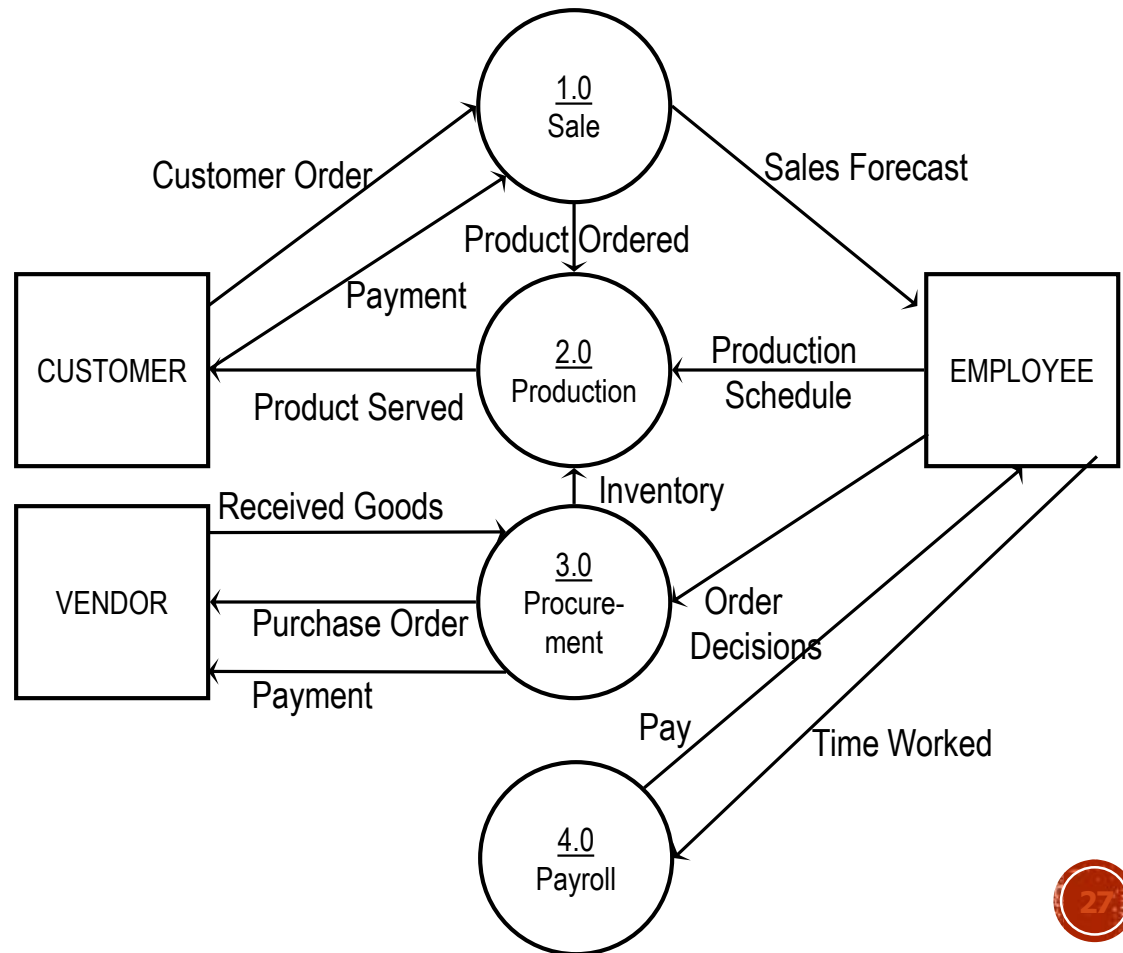 1.0
Sale
Customer Order
Sales Forecast
Product Ordered
Payment
CUSTOMER
2.0
Production
Production
Schedule
EMPLOYEE
Product Served
Received Goods
Inventory
VENDOR
3.0
Procure-
ment
Purchase Order
Order
Decisions
Payment
Pay
Time Worked
4.0
Payroll
27